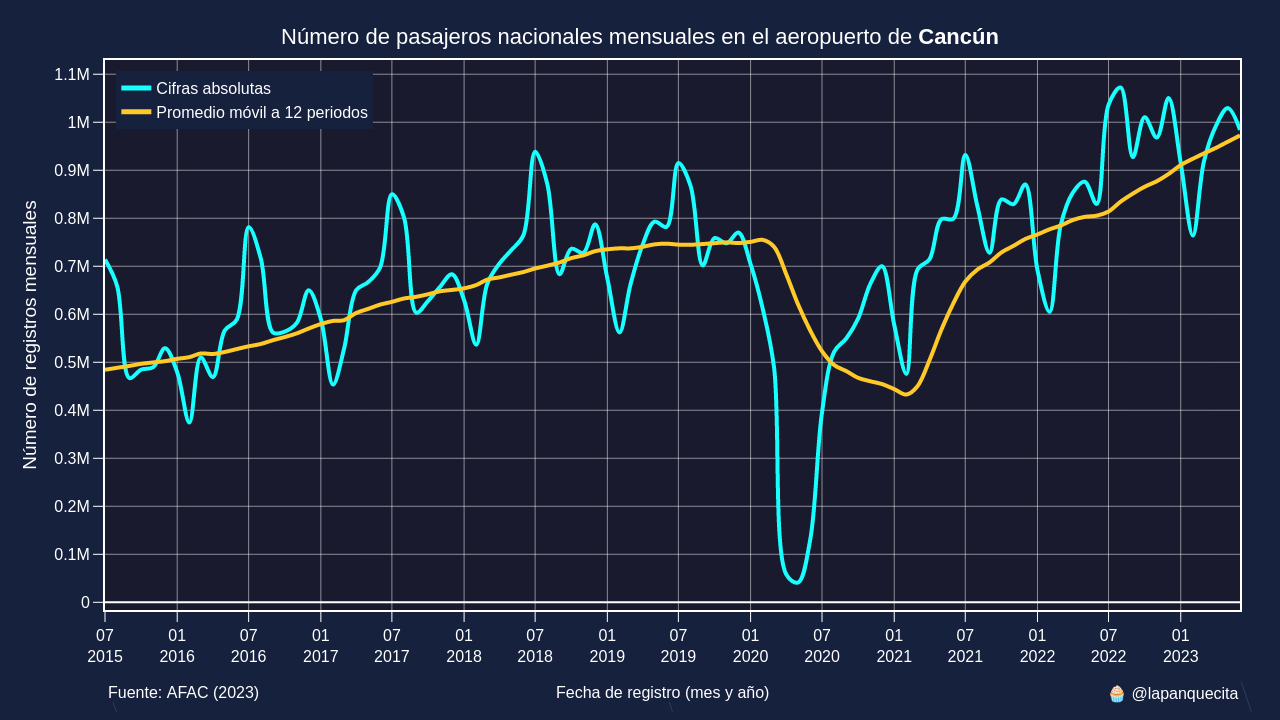 Número de pasajeros nacionales mensuales en el aeropuerto de Cancún
Cifras absolutas
Promedio móvil a 12 periodos
Número de registros mensuales
1.1M
1M
0.9M
0.8M
0.7M
0.6M
0.5M
0.4M
0.3M
0.2M
0.1M
0
07 01 07 01 07 01 07 01 07 01 07 01 07 01 07 01
2015 2016 2016 2017 2017 2018 2018 2019 2019 2020 2020 2021 2021 2022 2022 2023
Fuente: AFAC (2023)
Fecha de registro (mes y año)
🧁 @lapanquecita